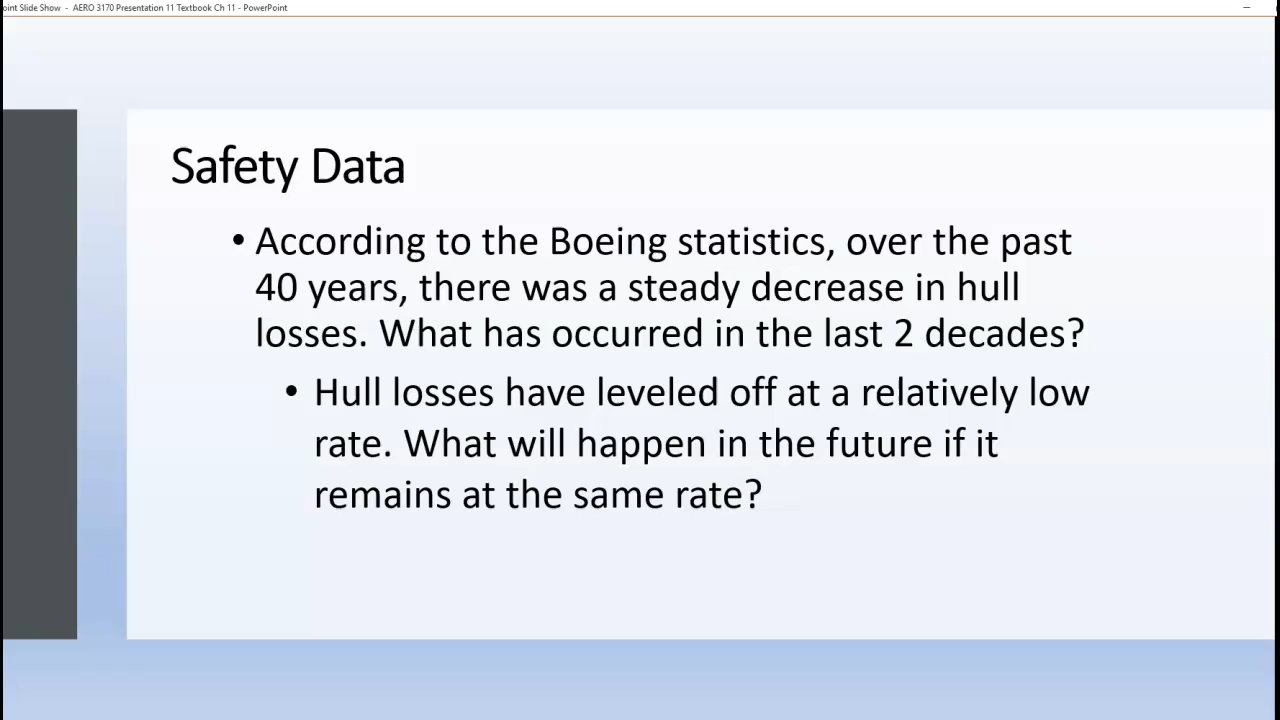 oint Slide Show - AERO 3170 Presentation 11 Textbook Ch 11 - PowerPoint
Safety Data
• According to the Boeing statistics, over the past
40 years, there was a steady decrease in hull
losses. What has occurred in the last 2 decades?
• Hull losses have leveled off at a relatively low
rate. What will happen in the future if it
remains at the same rate?